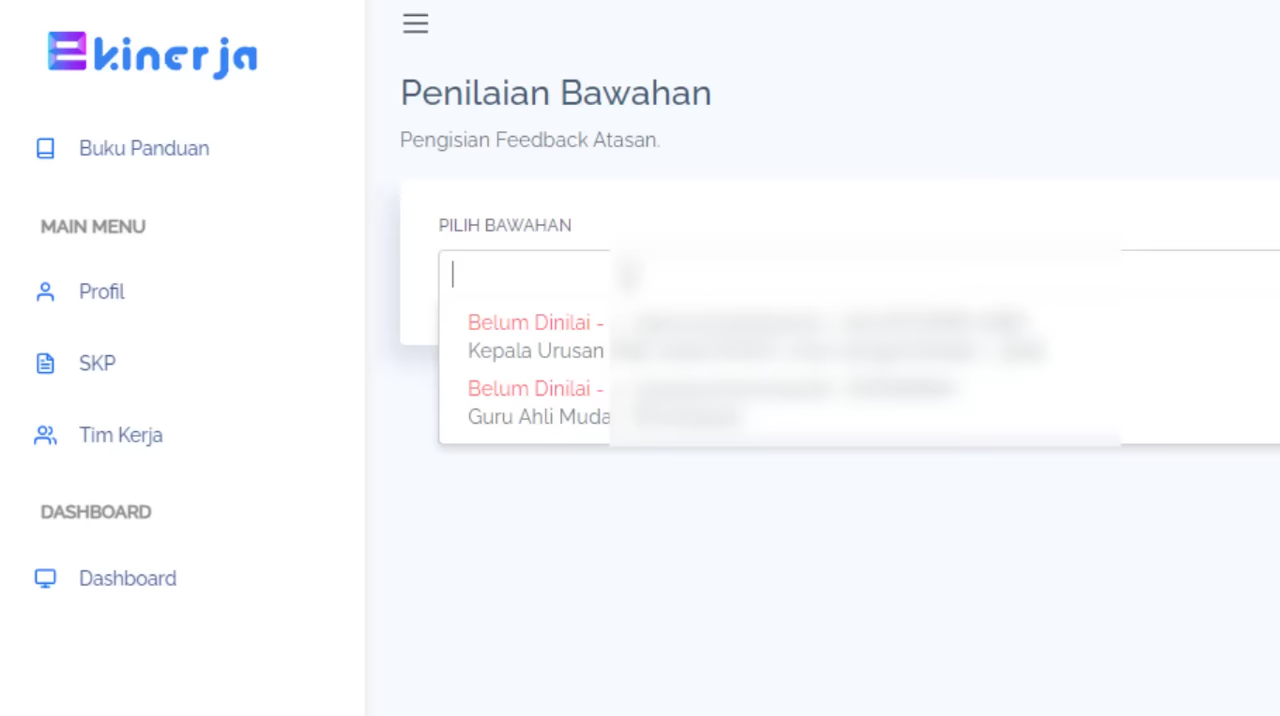 Ekinerja
Buku Panduan
MAIN MENU
Profil
SKP
Tim Kerja
DASHBOARD
Dashboard
Penilaian Bawahan
Pengisian Feedback Atasan.
PILIH BAWAHAN
Belum Dinilai -
Kepala Urusan
Belum Dinilai -
Guru Ahli Muda